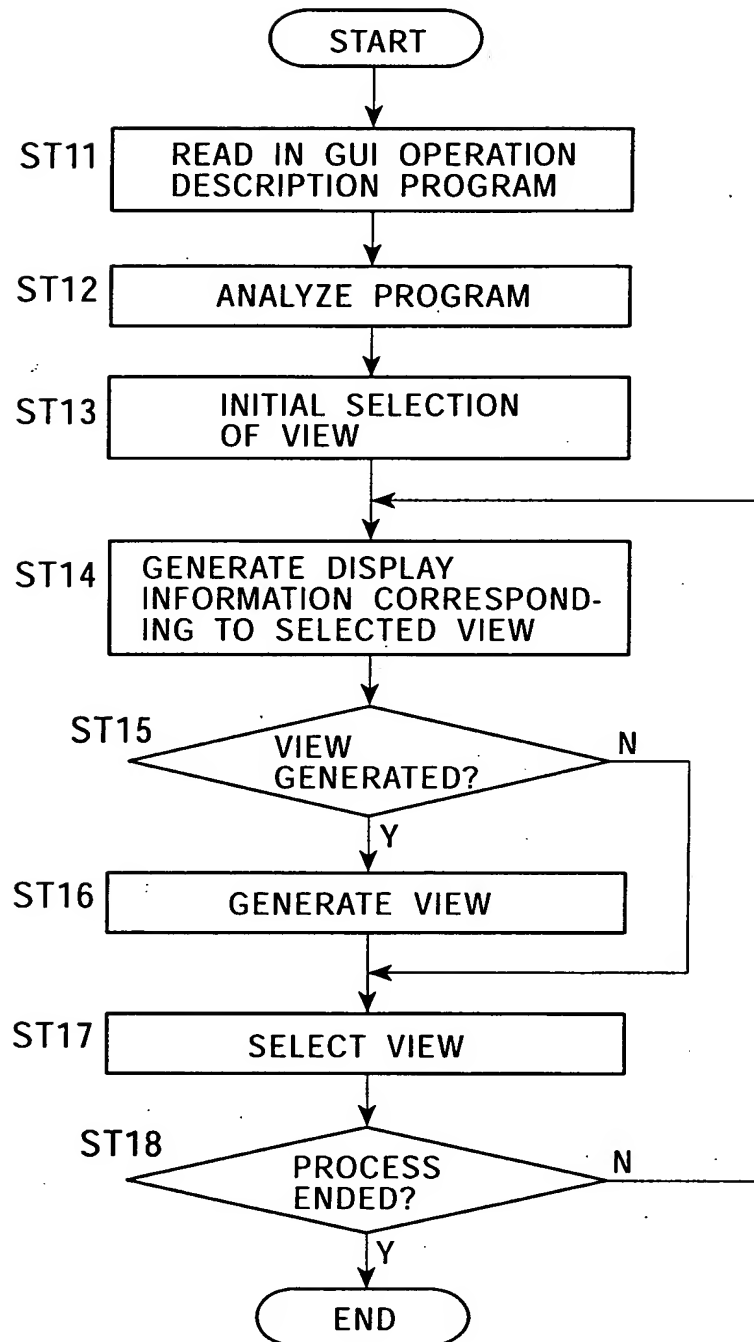 START
ST11
READ IN GUI OPERATION
DESCRIPTION PROGRAM
ST12
ANALYZE PROGRAM
ST13
INITIAL SELECTION
OF VIEW
ST14
GENERATE DISPLAY
INFORMATION CORRESPOND-
ING TO SELECTED VIEW
ST15
VIEW
GENERATED?
N
Y
ST16
GENERATE VIEW
ST17
SELECT VIEW
ST18
PROCESS
ENDED?
N
Y
END